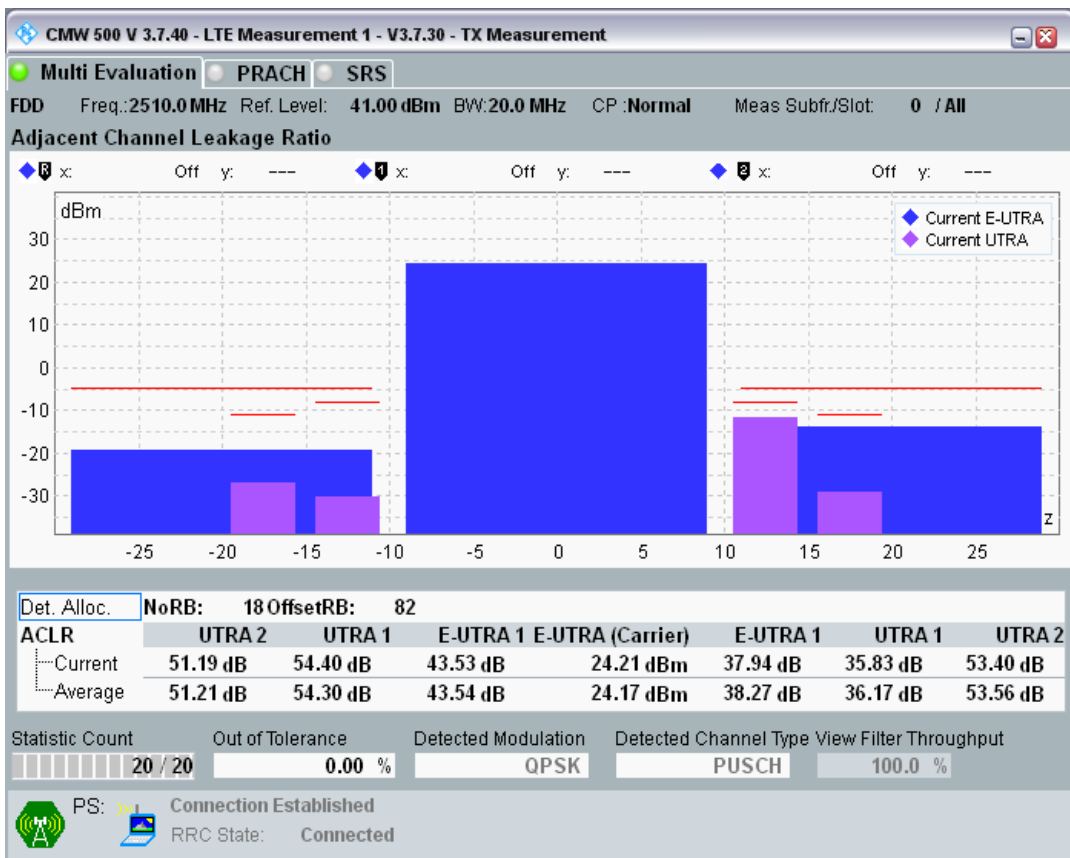 CMW 500 V 3.7.40 - LTE Measurement 1 - V3.7.30 - TX Measurement
Multi Evaluation PRACH SRS
FDD Freq.:2510.0 MHz Ref. Level: 41.00 dBm BW:20.0 MHz CP :Normal Meas Subfr./Slot: 0 / All
Adjacent Channel Leakage Ratio
R x: Off y: --- 1 x: Off y: --- 2 x: Off y: ---
dBm
Current E-UTRA
Current UTRA
30
20
10
0
-10
-20
-30
z
-25 -20 -15 -10 -5 0 5 10 15 20 25
Det. Alloc. NoRB: 18 OffsetRB: 82
ACLR UTRA 2 UTRA 1 E-UTRA 1 E-UTRA (Carrier) E-UTRA 1 UTRA 1 UTRA 2
Current 51.19 dB 54.40 dB 43.53 dB 24.21 dBm 37.94 dB 35.83 dB 53.40 dB
Average 51.21 dB 54.30 dB 43.54 dB 24.17 dBm 38.27 dB 36.17 dB 53.56 dB
Statistic Count Out of Tolerance Detected Modulation Detected Channel Type View Filter Throughput
20 / 20 0.00 % QPSK PUSCH 100.0 %
PS: Connection Established
RRC State: Connected